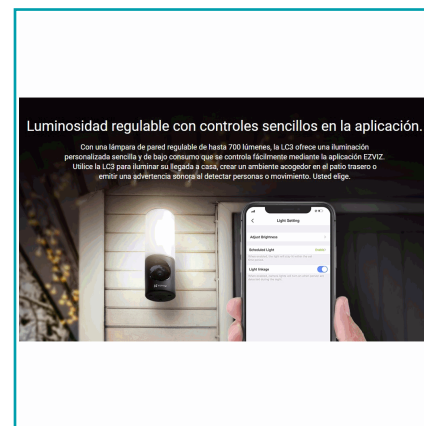 Luminosidad regulable con controles sencillos en la aplicación.
Con una lámpara de pared regulable de hasta 700 lúmenes, la LC3 ofrece una iluminación
personalizada sencilla y de bajo consumo que se controla fácilmente mediante la aplicación EZVIZ.
Utilice la LC3 para iluminar su llegada a casa, crear un ambiente acogedor en el patio trasero o
emitir una advertencia sonora al detectar personas o movimiento. Usted elige.
Light Setting
Adjust Brightness
Scheduled Light
Light Linkage